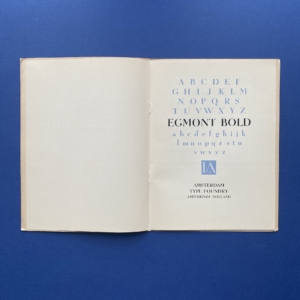 A B C D E F
G H I J K L M
N O P Q R S
T U V W X Y Z
EGMONT BOLD
a b c d e f g h i j k
l m n o p q r s t u
v w x y z
AMSTERDAM
TYPE FOUNDRY
AMSTERDAM HOLLAND